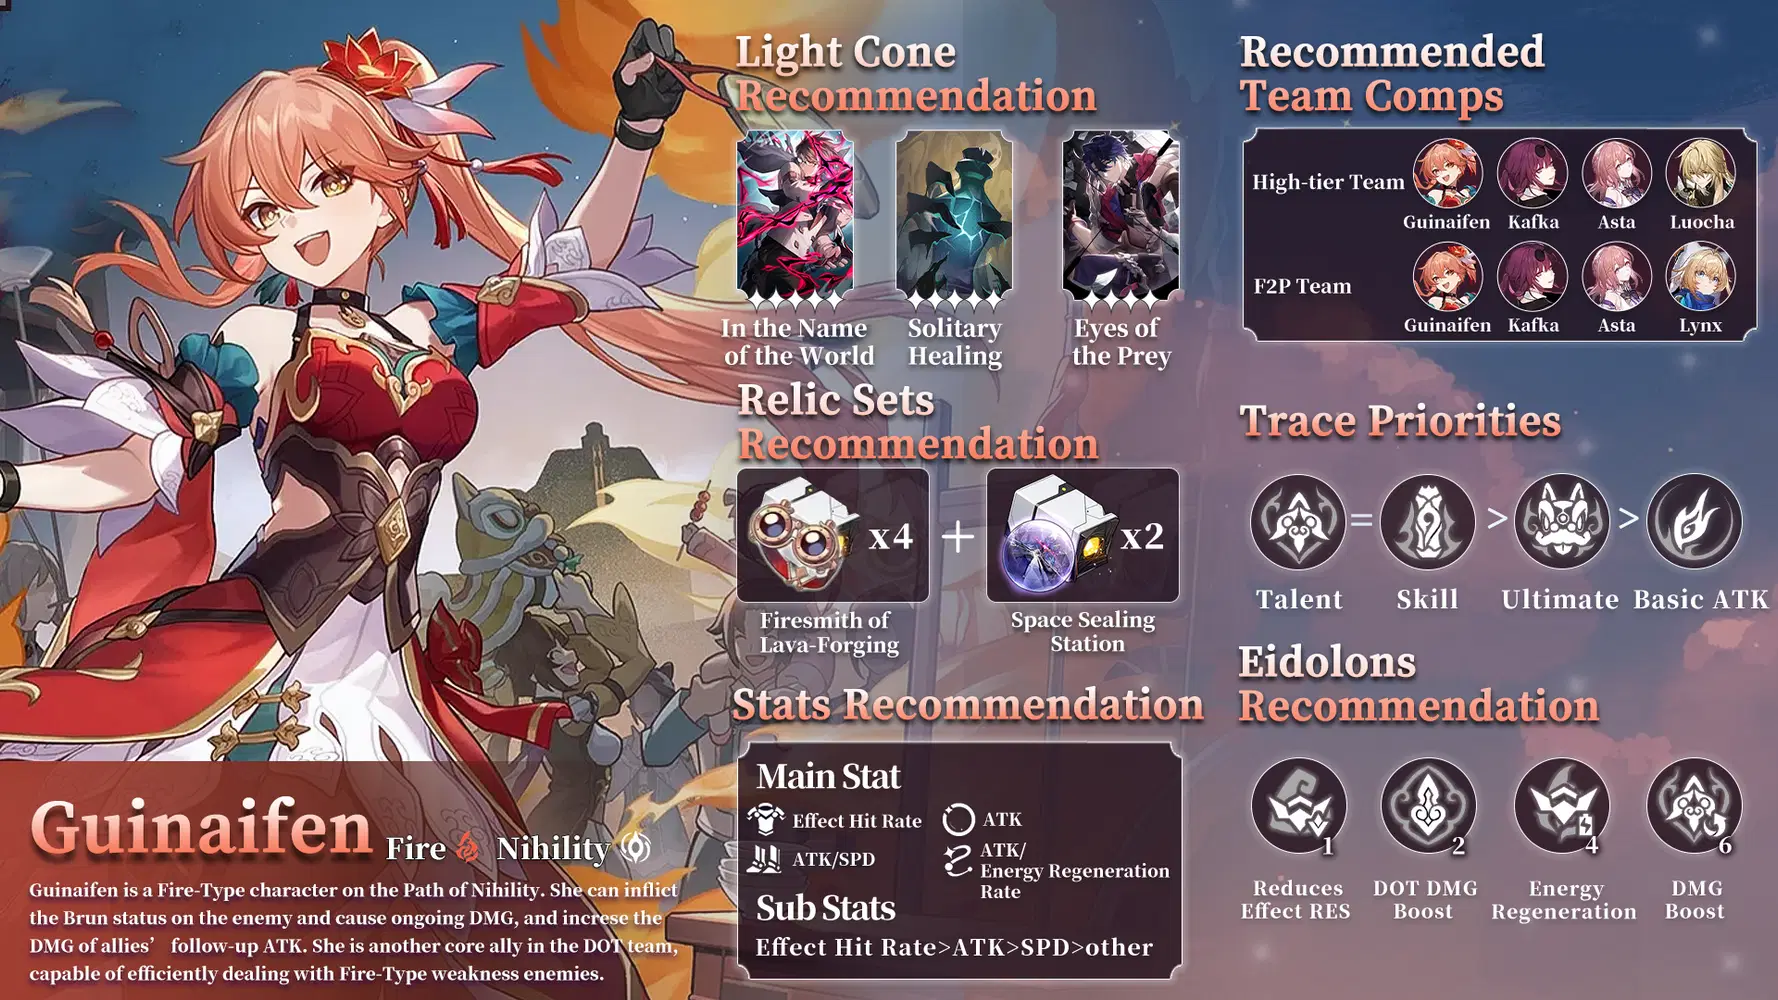 Light Cone
Recommendation
In the Name
of the World
Solitary
Healing
Eyes of
the Prey
Relic Sets
Recommendation
x4
+
x2
Firesmith of
Lava-Forging
Space Sealing
Station
Stats Recommendation
Main Stat
Effect Hit Rate
ATK
ATK/SPD
ATK/
Energy Regeneration
Rate
Sub Stats
Effect Hit Rate>ATK>SPD>other
Recommended
Team Comps
High-tier Team
Guinaifen Kafka Asta Luocha
F2P Team
Guinaifen Kafka Asta Lynx
Trace Priorities
= > >
Talent Skill Ultimate Basic ATK
Eidolons
Recommendation
1 2 4 6
Reduces
Effect RES
DOT DMG
Boost
Energy
Regeneration
DMG
Boost
Guinaifen Fire Nihility
Guinaifen is a Fire-Type character on the Path of Nihility. She can inflict
the Brun status on the enemy and cause ongoing DMG, and increse the
DMG of allies’ follow-up ATK. She is another core ally in the DOT team,
capable of efficiently dealing with Fire-Type weakness enemies.